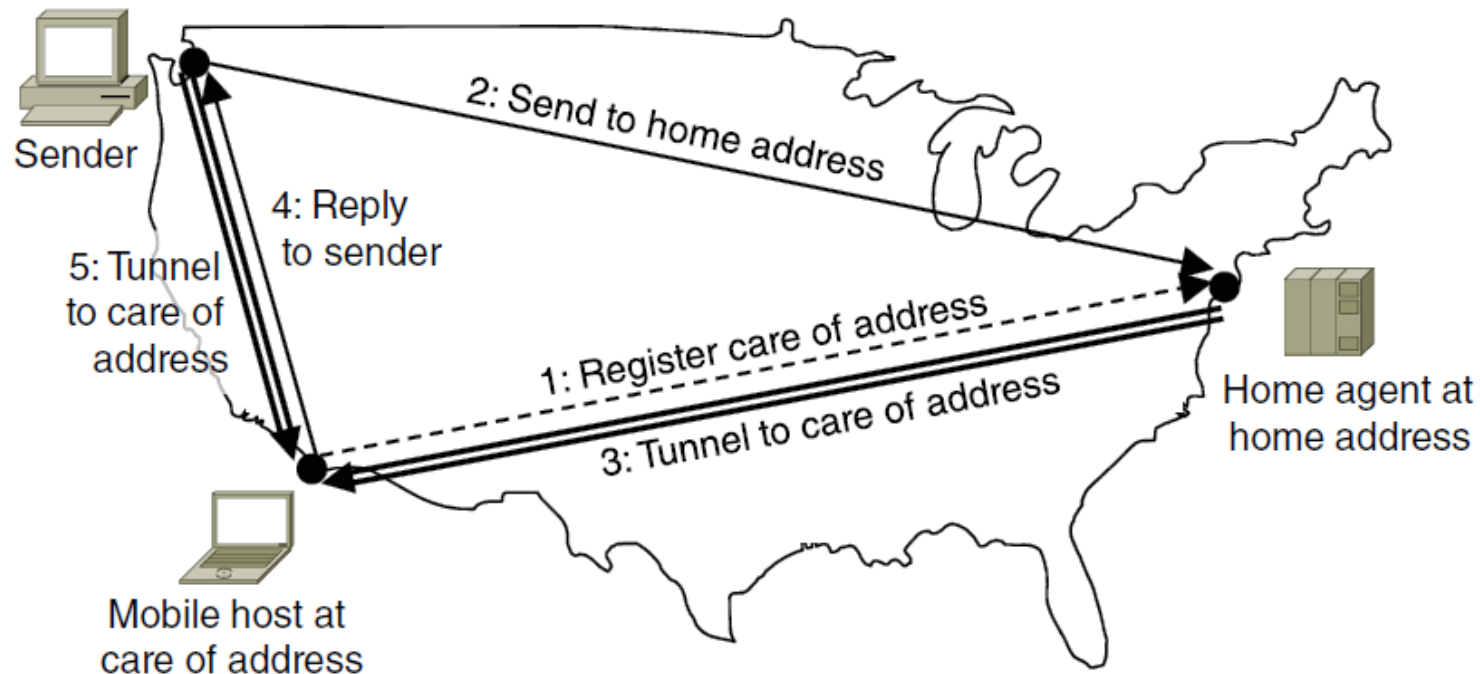 Sender
2: Send to home address
4: Reply
to sender
5: Tunnel
to care of
address
1: Register care of address
3: Tunnel to care of address
Home agent at
home address
Mobile host at
care of address